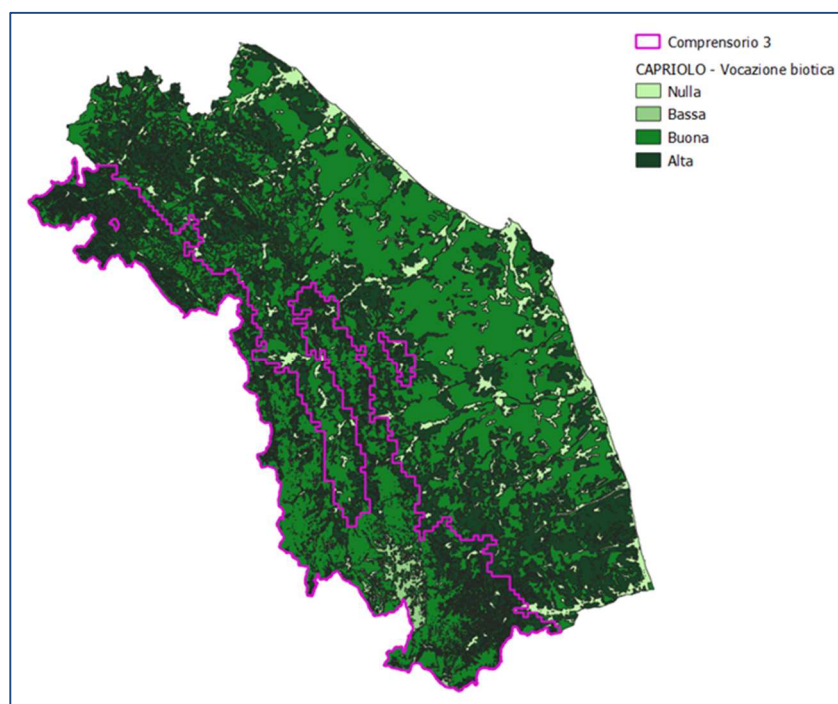 Comprensorio 3
CAPRIOLO - Vocazione biotica
Nulla
Bassa
Buona
Alta